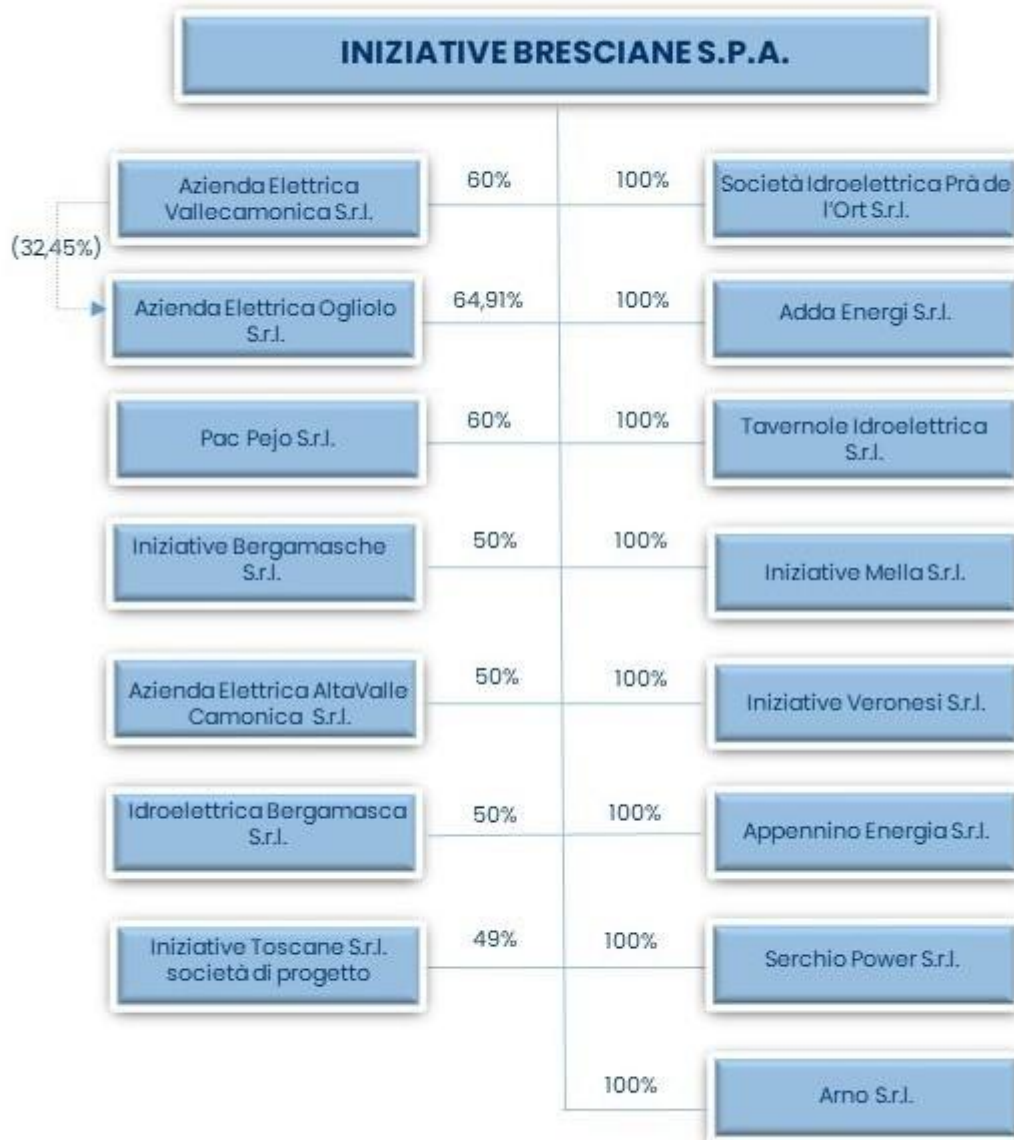 INIZIATIVE BRESCIANE S.P.A.
Azienda Elettrica
Vallecamonica S.r.l.
60%
100%
Società Idroelettrica Prà de
l'Ort S.r.l.
(32,45%)
Azienda Elettrica Ogliolo
S.r.l.
64,91%
100%
Adda Energi S.r.l.
Pac Pejo S.r.l.
60%
100%
Tavernole Idroelettrica
S.r.l.
Iniziative Bergamasche
S.r.l.
50%
100%
Iniziative Mella S.r.l.
Azienda Elettrica AltaValle
Camonica S.r.l.
50%
100%
Iniziative Veronesi S.r.l.
Idroelettrica Bergamasca
S.r.l.
50%
100%
Appennino Energia S.r.l.
Iniziative Toscane S.r.l.
società di progetto
49%
100%
Serchio Power S.r.l.
100%
Arno S.r.l.